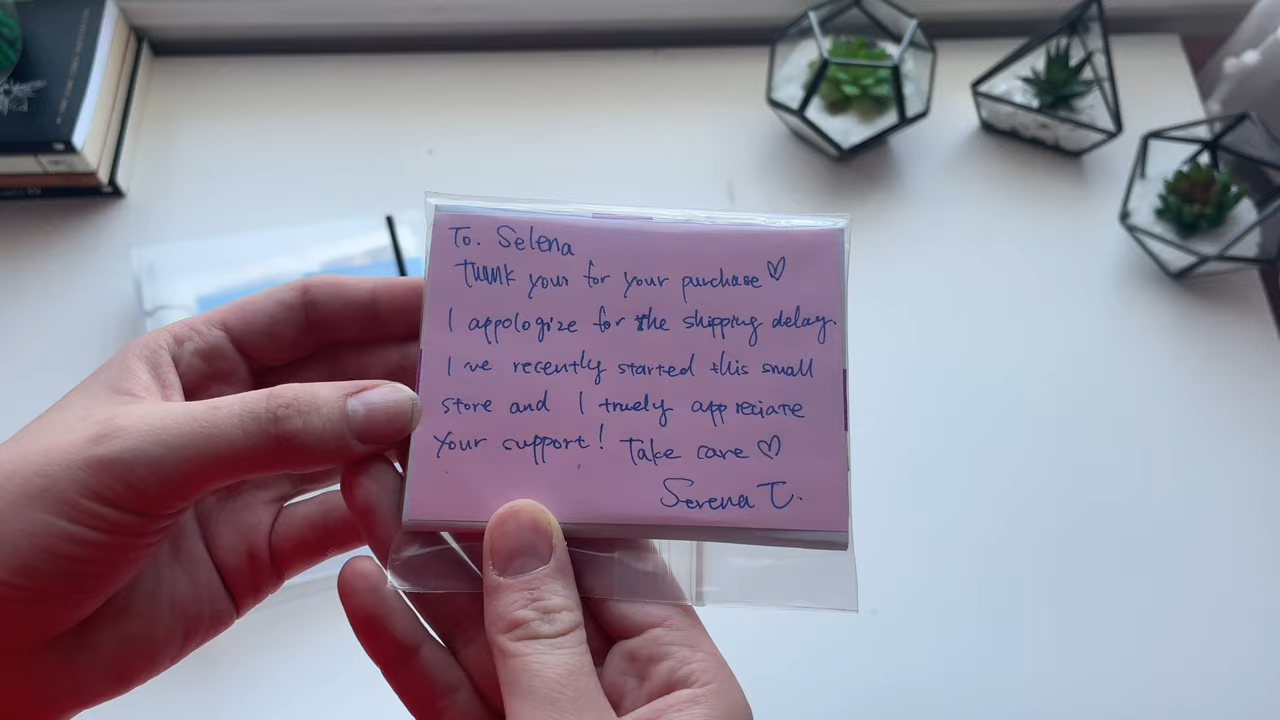 To. Selena
Thank your for your purchase♡
I appologize for the shipping delay.
I 've recently started this small
store and I truely appreciate
your support! Take care ♡
Serena T.